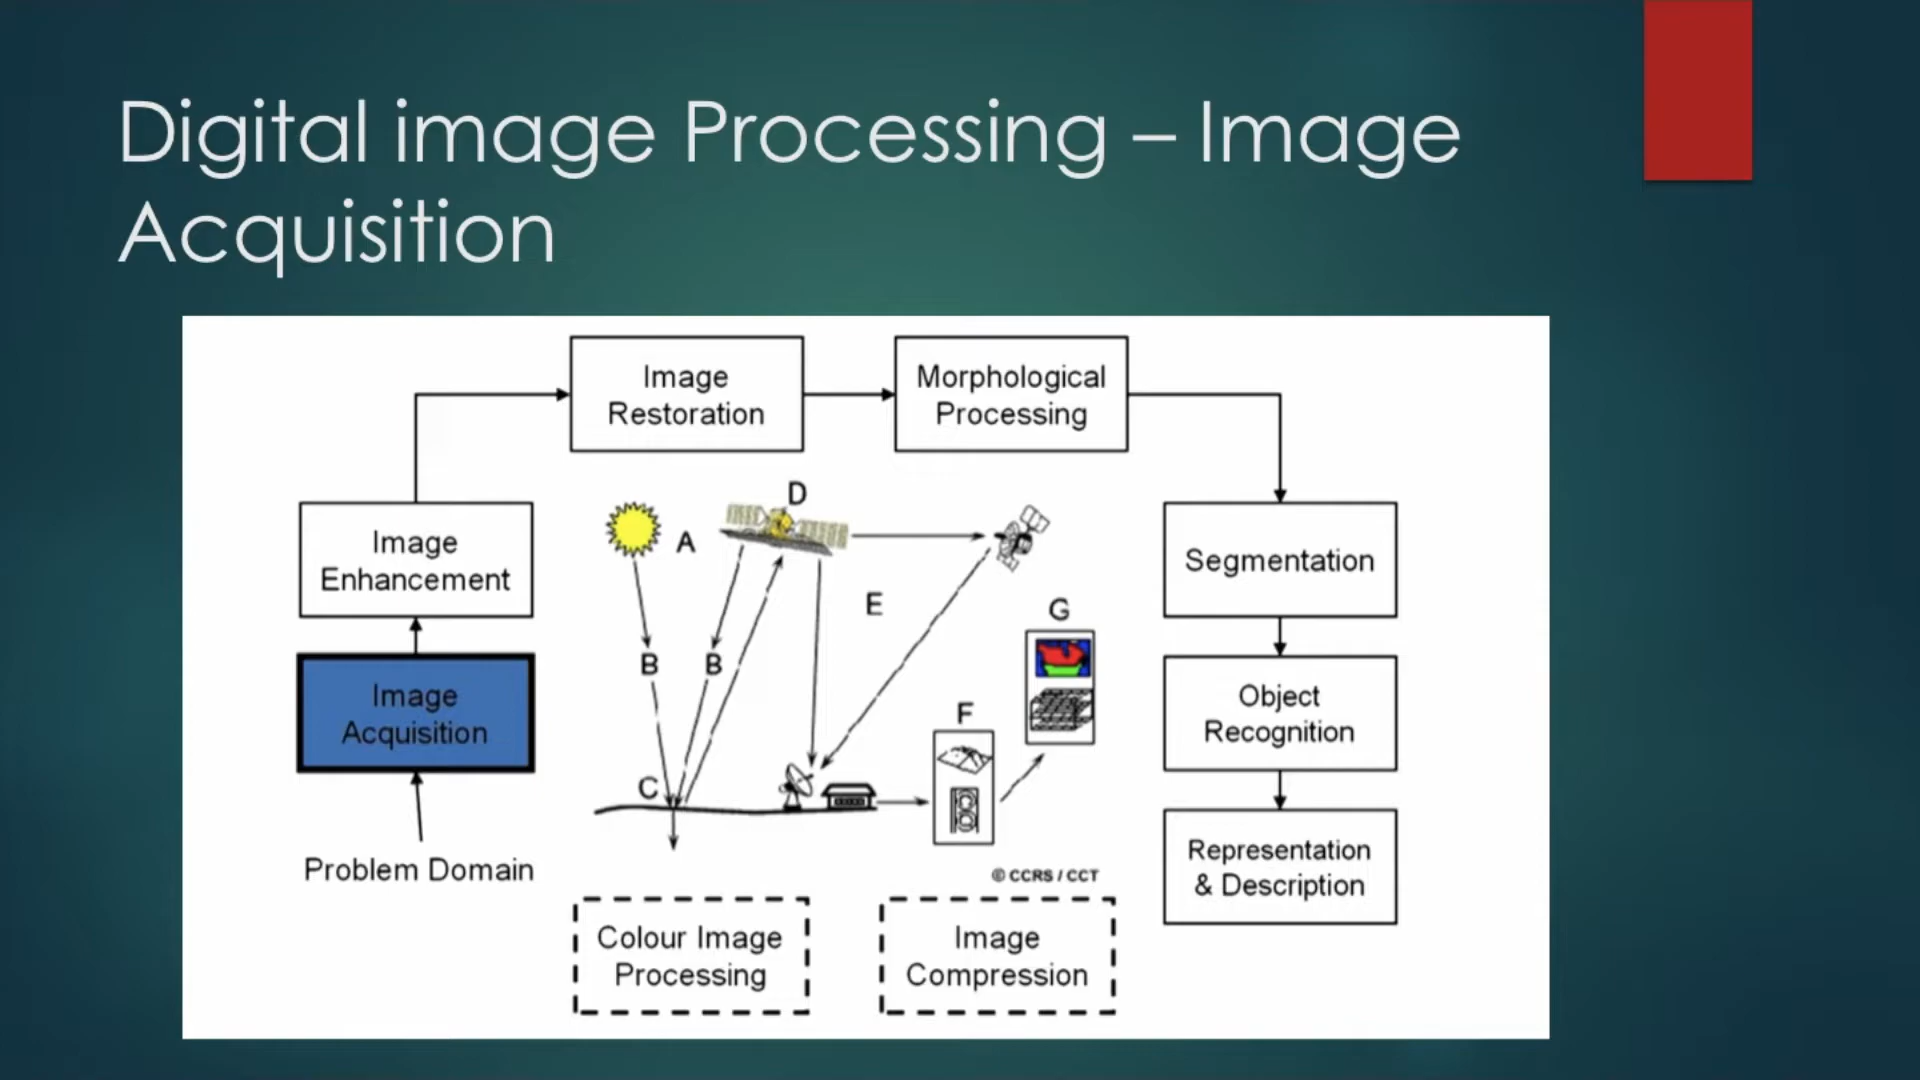 Digital image Processing – Image
Acquisition
Image
Restoration
Morphological
Processing
D
A
Image
Enhancement
Segmentation
E
G
B
B
Image
Acquisition
Object
Recognition
F
C
Problem Domain
Representation
& Description
© CCRS / CCT
Colour Image
Processing
Image
Compression